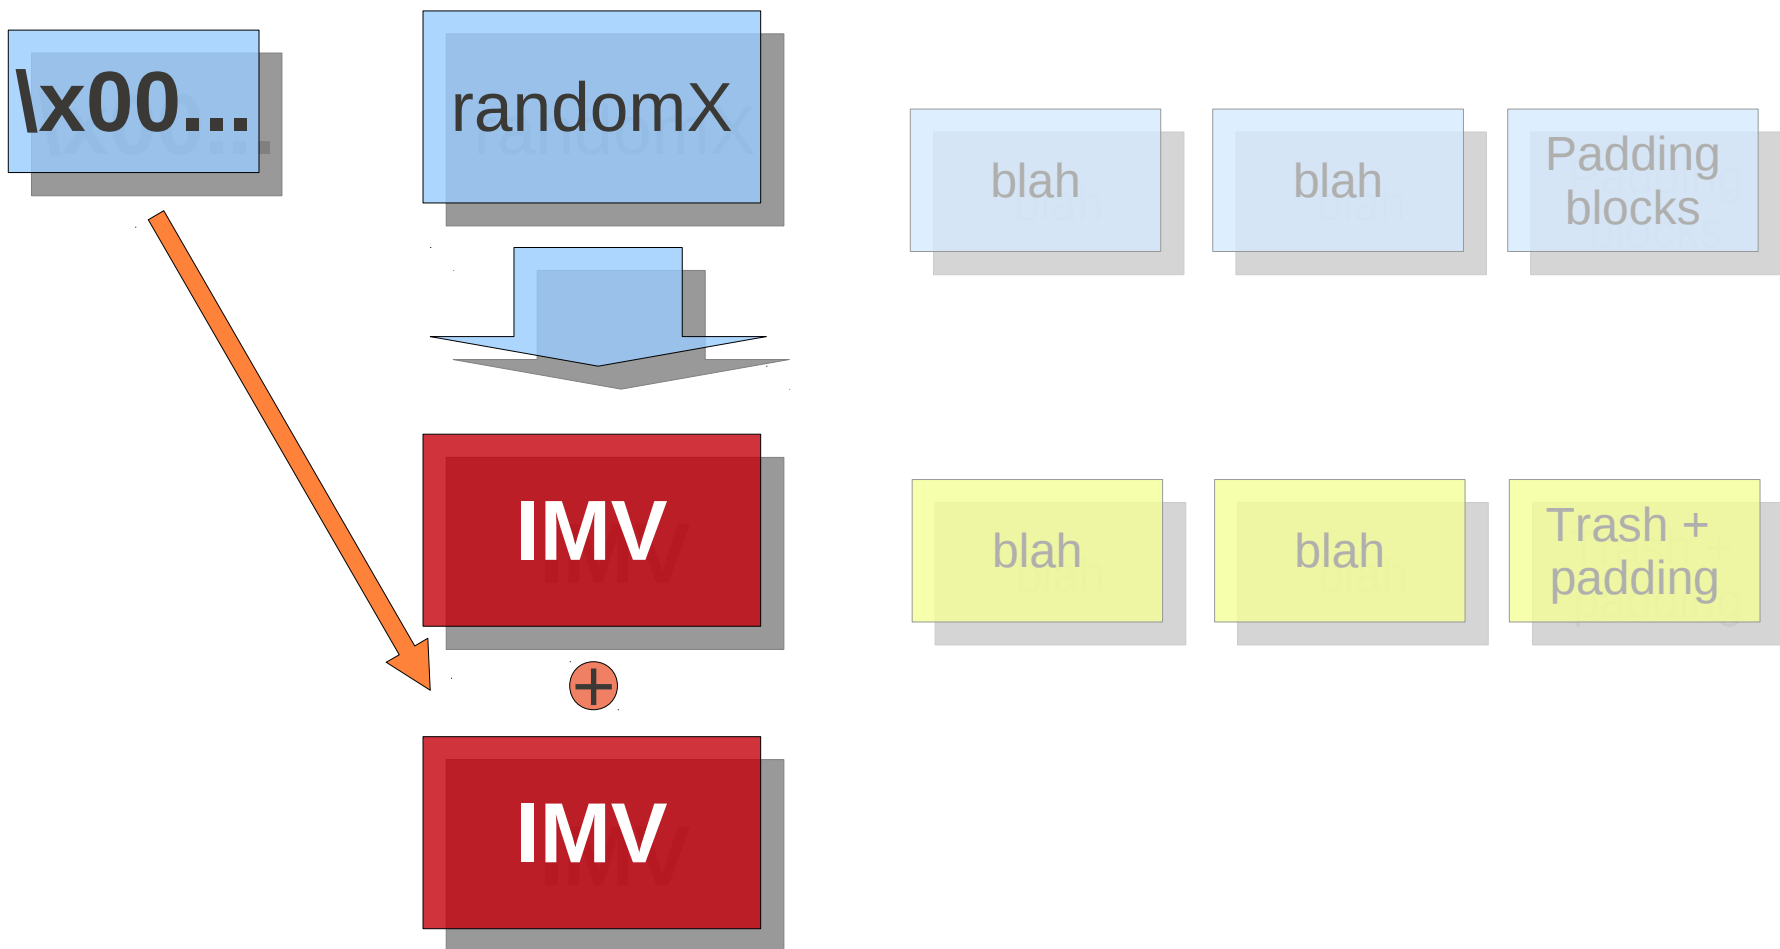 \x00...
randomX
blah
blah
Padding
blocks
IMV
blah
blah
Trash +
padding
+
IMV